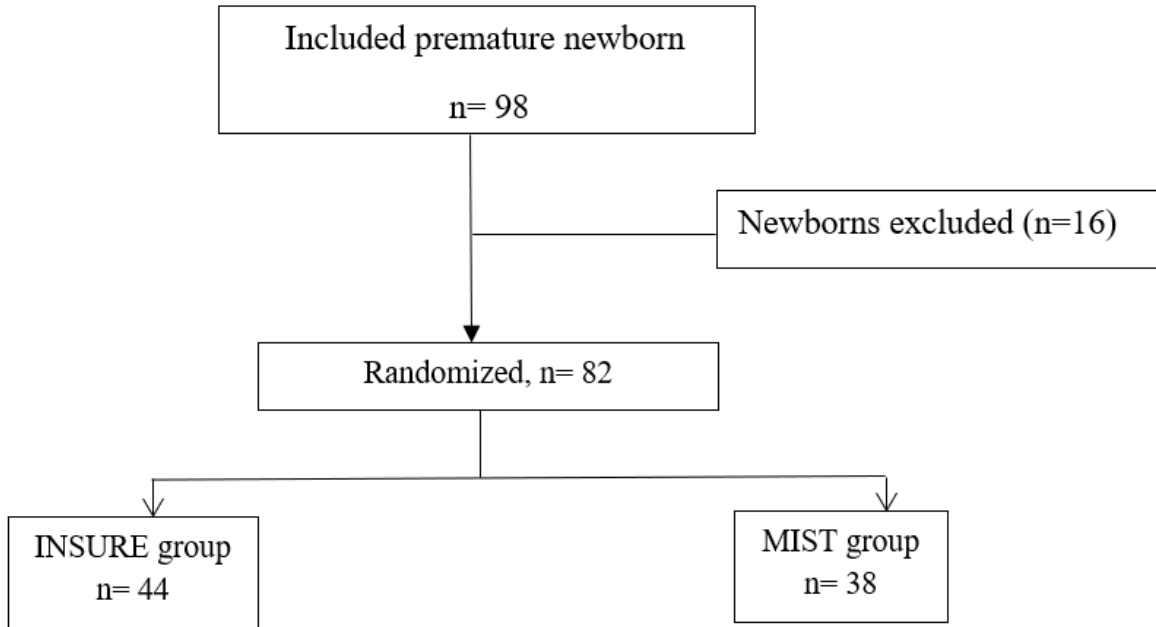 Included premature newborn
n= 98
Newborns excluded (n=16)
Randomized, n= 82
INSURE group
n= 44
MIST group
n= 38